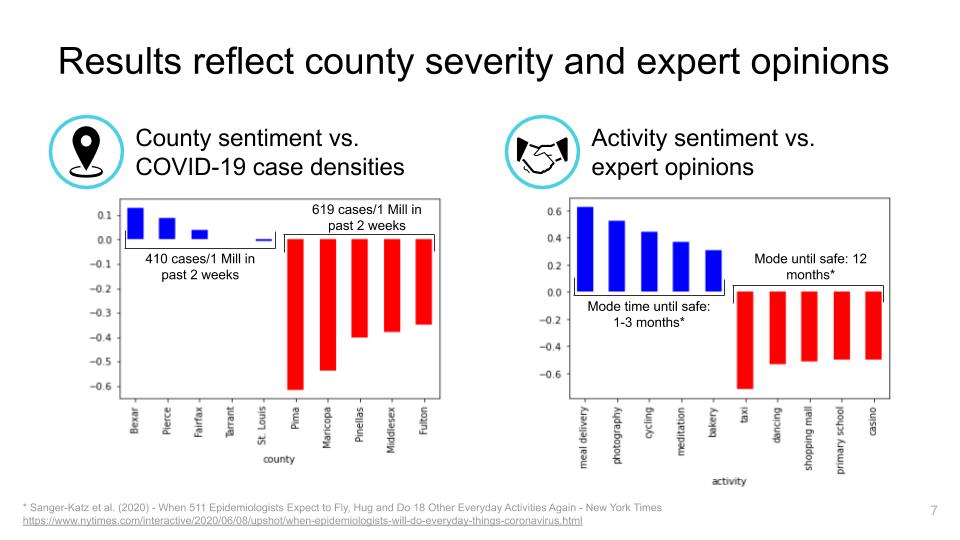 Results reflect county severity and expert opinions
County sentiment vs.
COVID-19 case densities
Activity sentiment vs.
expert opinions
0.1
0.0
−0.1
−0.2
−0.3
−0.4
−0.5
−0.6
619 cases/1 Mill in
past 2 weeks
410 cases/1 Mill in
past 2 weeks
Bexar
Pierce
Fairfax
Tarrant
St. Louis
Pima
Maricopa
Pinellas
Middlesex
Fulton
county
0.6
0.4
0.2
0.0
−0.2
−0.4
−0.6
Mode until safe: 12
months*
Mode time until safe:
1-3 months*
meal delivery
photography
cycling
meditation
bakery
taxi
dancing
shopping mall
primary school
casino
activity
* Sanger-Katz et al. (2020) - When 511 Epidemiologists Expect to Fly, Hug and Do 18 Other Everyday Activities Again - New York Times
https://www.nytimes.com/interactive/2020/06/08/upshot/when-epidemiologists-will-do-everyday-things-coronavirus.html
7